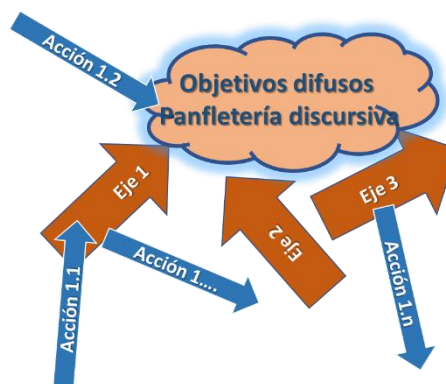 Acción 1.2
Objetivos difusos
Panfletería discursiva
Eje 1
Eje 2
Eje 3
Acción 1.1
Acción 1....
Acción 1.n